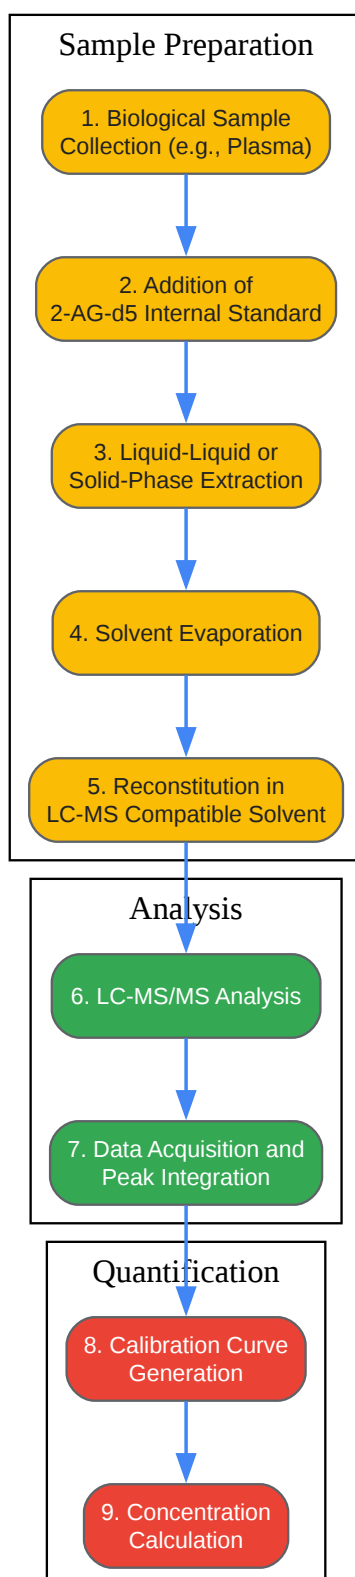 Sample Preparation
1. Biological Sample
Collection (e.g., Plasma)
2. Addition of
2-AG-d5 Internal Standard
3. Liquid-Liquid or
Solid-Phase Extraction
4. Solvent Evaporation
5. Reconstitution in
LC-MS Compatible Solvent
Analysis
6. LC-MS/MS Analysis
7. Data Acquisition and
Peak Integration
Quantification
8. Calibration Curve
Generation
9. Concentration
Calculation